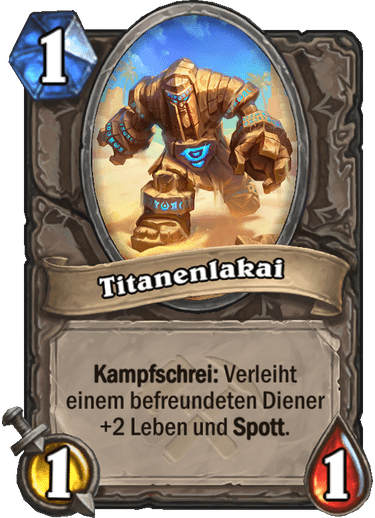 1
Titanenlakai
Kampfschrei: Verleiht
einem befreundeten Diener
+2 Leben und Spott.
1 1